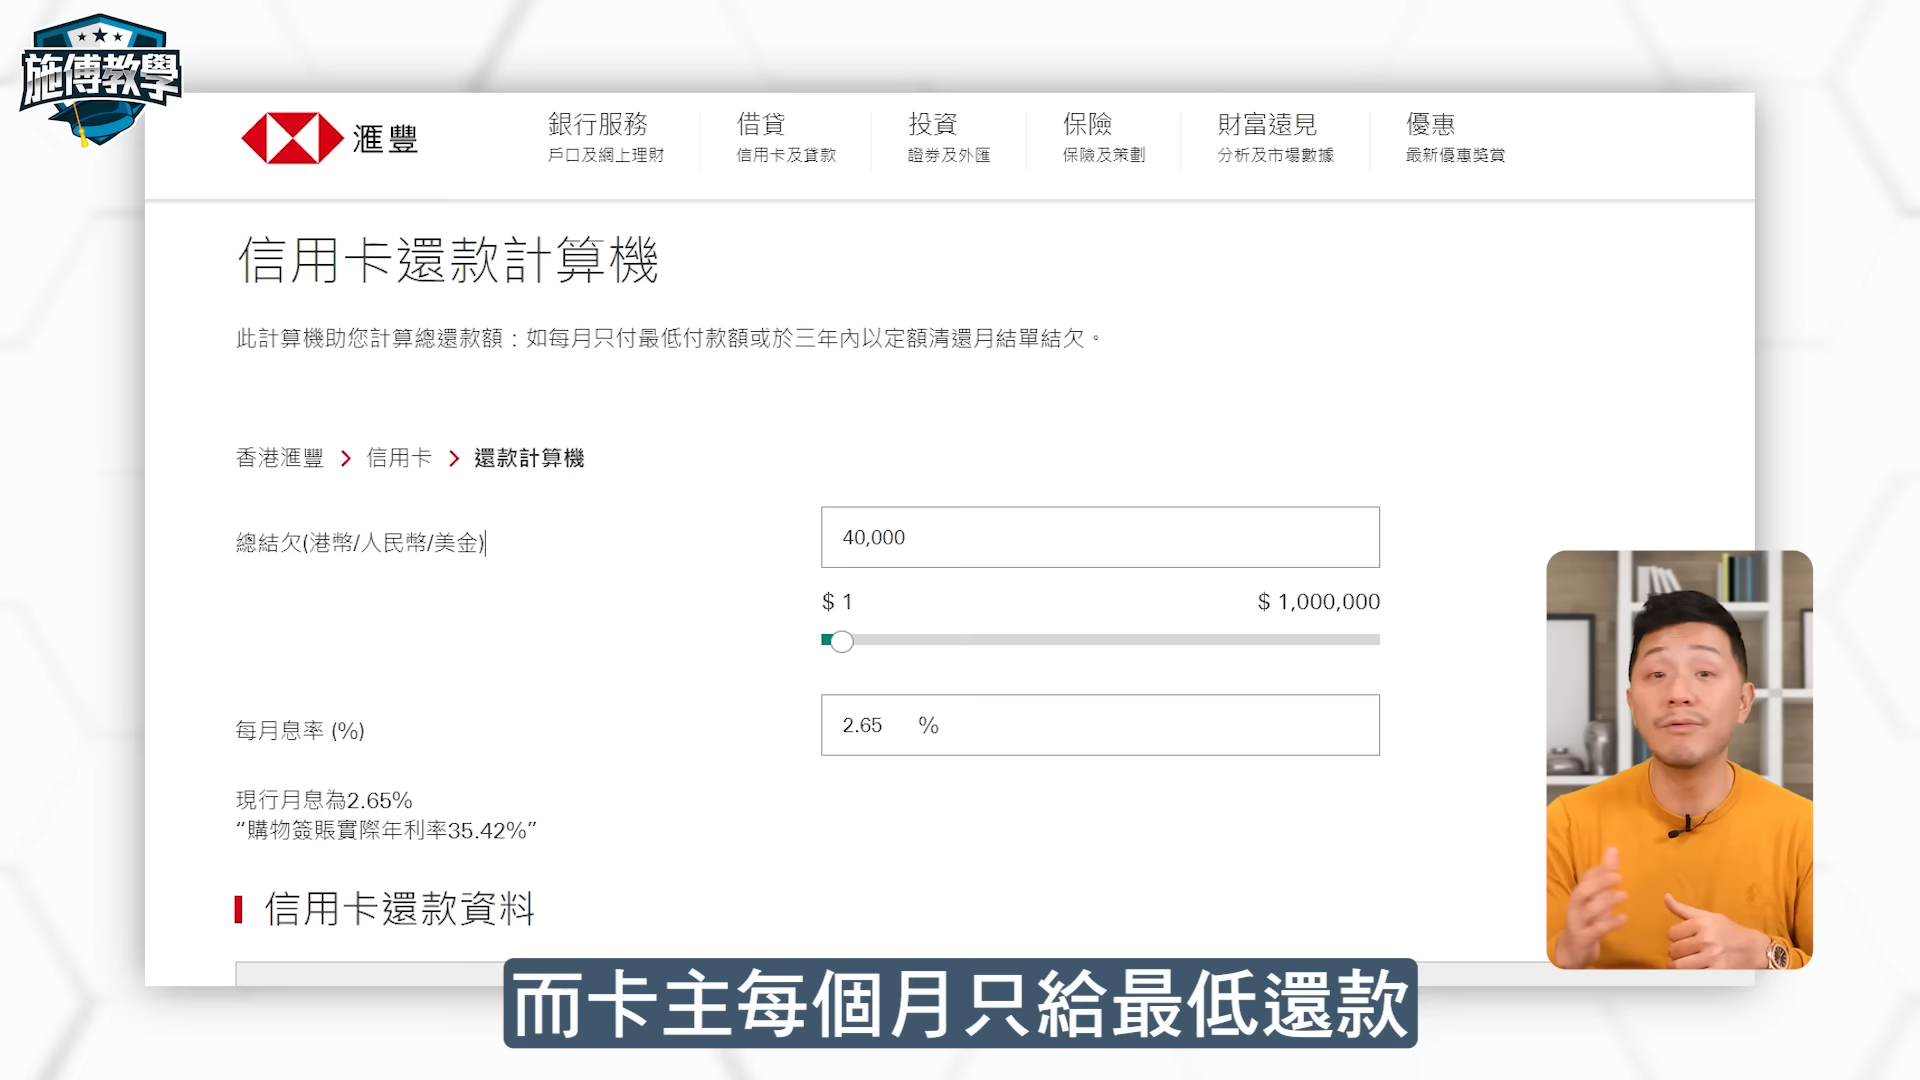 施傅教學
滙豐
銀行服務
戶口及網上理財
借貸
信用卡及貸款
投資
證券及外匯
保險
保險及策劃
財富遠見
分析及市場數據
優惠
最新優惠獎賞
信用卡還款計算機
此計算機助您計算總還款額：如每月只付最低付款額或於三年內以定額清還月結單結欠。
香港滙豐 > 信用卡 > 還款計算機
總結欠(港幣/人民幣/美金)
40,000
$ 1
$ 1,000,000
每月息率 (%)
2.65 %
現行月息為2.65%
“購物簽賬實際年利率35.42%”
信用卡還款資料
而卡主每個月只給最低還款